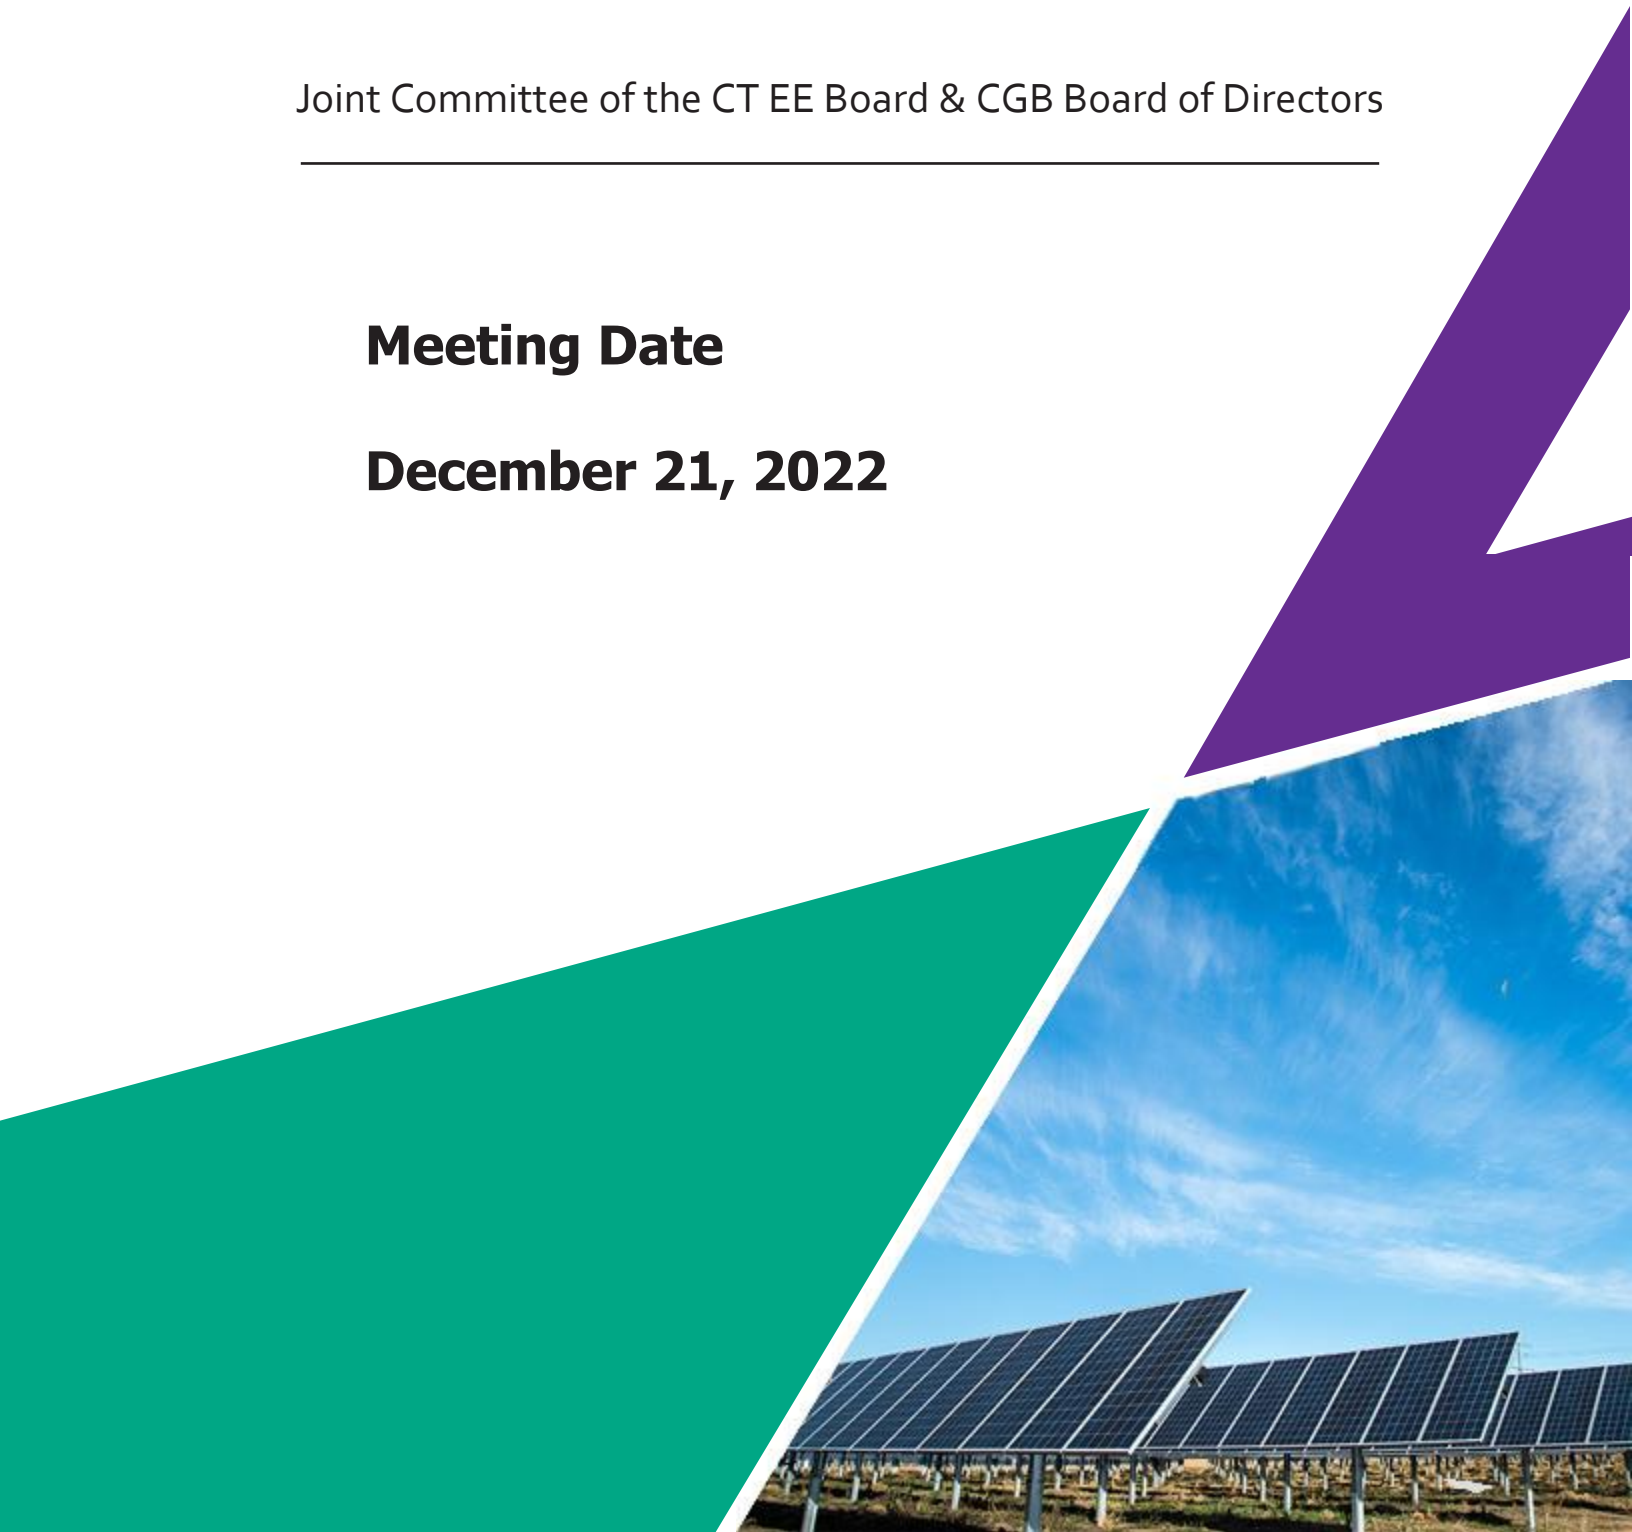 Joint Committee of the CT EE Board & CGB Board of Directors
Meeting Date
December 21, 2022